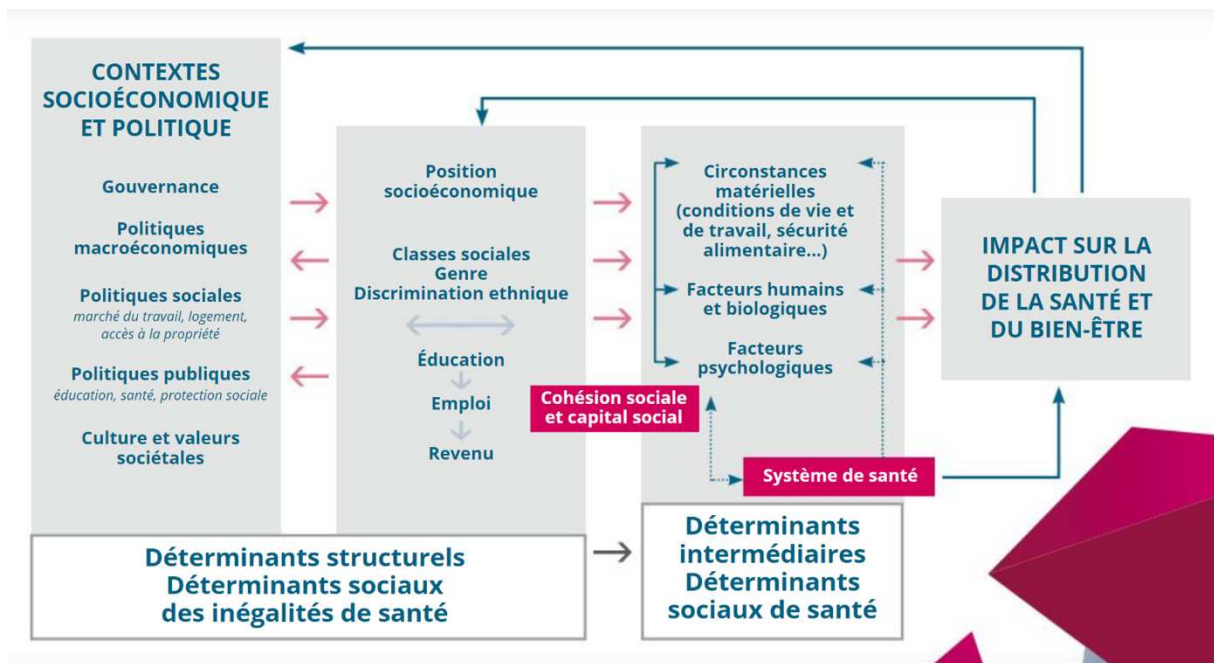 CONTEXTES
SOCIOÉCONOMIQUE
ET POLITIQUE
Gouvernance
Politiques
macroéconomiques
Politiques sociales
marché du travail, logement,
accès à la propriété
Politiques publiques
éducation, santé, protection sociale
Culture et valeurs
sociétales
Position
socioéconomique
Classes sociales
Genre
Discrimination ethnique
Éducation
Emploi
Revenu
Cohésion sociale
et capital social
Circonstances
matérielles
(conditions de vie et
de travail, sécurité
alimentaire...)
Facteurs humains
et biologiques
Facteurs
psychologiques
Système de santé
IMPACT SUR LA
DISTRIBUTION
DE LA SANTÉ ET
DU BIEN-ÊTRE
Déterminants structurels
Déterminants sociaux
des inégalités de santé
Déterminants
intermédiaires
Déterminants
sociaux de santé